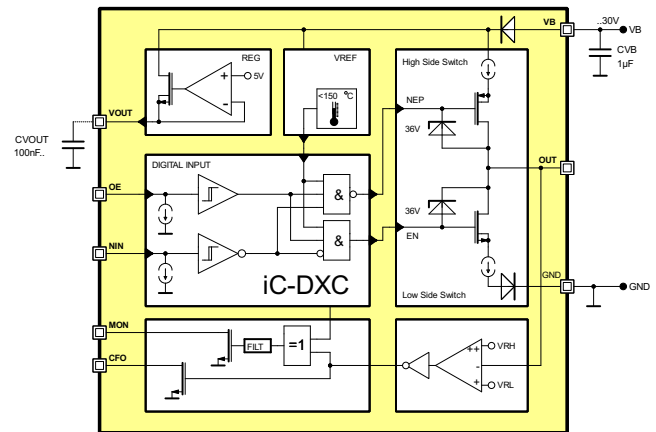 ..30V
VB
VB
CVB
1µF
REG
5V
VREF
<150 °C
High Side Switch
NEP
36V
VOUT
CVOUT
100nF..
DIGITAL INPUT
OE
&
NIN
&
iC-DXC
OUT
36V
EN
GND
GND
Low Side Switch
MON
CFO
FILT
=1
++
-
+
VRH
VRL
+
-